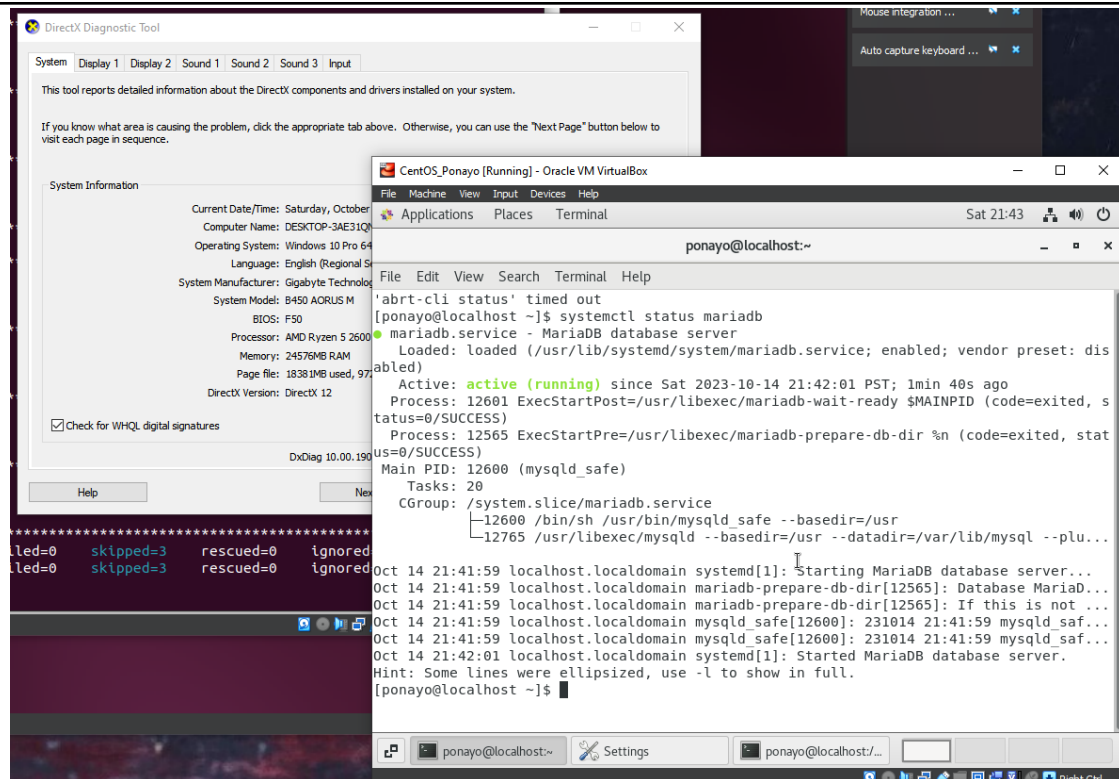 Mouse integration ...
Auto capture keyboard ...
DirectX Diagnostic Tool
System Display 1 Display 2 Sound 1 Sound 2 Sound 3 Input
This tool reports detailed information about the DirectX components and drivers installed on your system.
If you know what area is causing the problem, click the appropriate tab above. Otherwise, you can use the "Next Page" button below to
visit each page in sequence.
System Information
Current Date/Time: Saturday, October
Computer Name: DESKTOP-3AE31Q
Operating System: Windows 10 Pro 64
Language: English (Regional S
System Manufacturer: Gigabyte Technolog
System Model: B450 AORUS M
BIOS: F50
Processor: AMD Ryzen 5 2600
Memory: 24576MB RAM
Page file: 18381MB used, 972
DirectX Version: DirectX 12
Check for WHQL digital signatures
DxDiag 10.00.190
Help
Nex
*****************************************
iled=0 skipped=3 rescued=0 ignored
iled=0 skipped=3 rescued=0 ignored
CentOS_Ponayo [Running] - Oracle VM VirtualBox
File Machine View Input Devices Help
Applications Places Terminal Sat 21:43
ponayo@localhost:~
File Edit View Search Terminal Help
'abrt-cli status' timed out
[ponayo@localhost ~]$ systemctl status mariadb
● mariadb.service - MariaDB database server
Loaded: loaded (/usr/lib/systemd/system/mariadb.service; enabled; vendor preset: dis
abled)
Active: active (running) since Sat 2023-10-14 21:42:01 PST; 1min 40s ago
Process: 12601 ExecStartPost=/usr/libexec/mariadb-wait-ready $MAINPID (code=exited, s
tatus=0/SUCCESS)
Process: 12565 ExecStartPre=/usr/libexec/mariadb-prepare-db-dir %n (code=exited, stat
us=0/SUCCESS)
Main PID: 12600 (mysqld_safe)
Tasks: 20
CGroup: /system.slice/mariadb.service
├─12600 /bin/sh /usr/bin/mysqld_safe --basedir=/usr
└─12765 /usr/libexec/mysqld --basedir=/usr --datadir=/var/lib/mysql --plu...
Oct 14 21:41:59 localhost.localdomain systemd[1]: Starting MariaDB database server...
Oct 14 21:41:59 localhost.localdomain mariadb-prepare-db-dir[12565]: Database MariaD...
Oct 14 21:41:59 localhost.localdomain mariadb-prepare-db-dir[12565]: If this is not ...
Oct 14 21:41:59 localhost.localdomain mysqld_safe[12600]: 231014 21:41:59 mysqld_saf...
Oct 14 21:41:59 localhost.localdomain mysqld_safe[12600]: 231014 21:41:59 mysqld_saf...
Oct 14 21:42:01 localhost.localdomain systemd[1]: Started MariaDB database server.
Hint: Some lines were ellipsized, use -l to show in full.
[ponayo@localhost ~]$
ponayo@localhost:~ Settings ponayo@localhost:/...
Right Ctrl